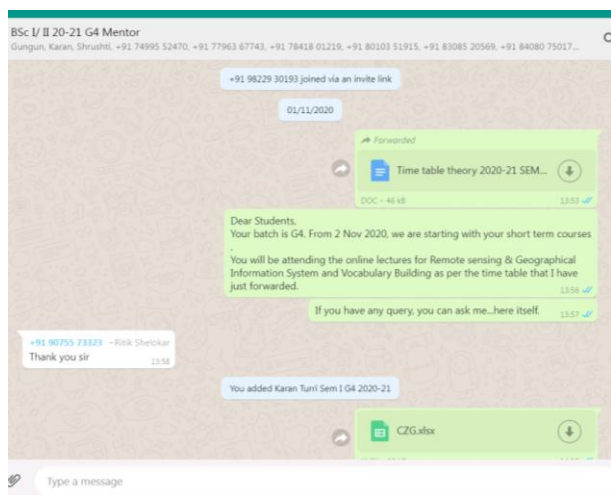 BSc I/ II 20-21 G4 Mentor
Gungun, Karan, Shrushti, +91 74995 52470, +91 77963 67743, +91 78418 01219, +91 80103 51915, +91 83085 20569, +91 84080 75017...
+91 98229 30193 joined via an invite link
01/11/2020
Forwarded
Time table theory 2020-21 SEM...
DOC • 46 kB 13:53
Dear Students,
Your batch is G4. From 2 Nov 2020, we are starting with your short term courses
.
You will be attending the online lectures for Remote sensing & Geographical
Information System and Vocabulary Building as per the time table that I have
just forwarded. 13:56
If you have any query, you can ask me...here itself. 13:57
+91 90755 73323 ~Ritik Shelokar
Thank you sir 13:58
You added Karan Turri Sem I G4 2020-21
CZG.xlsx
Type a message